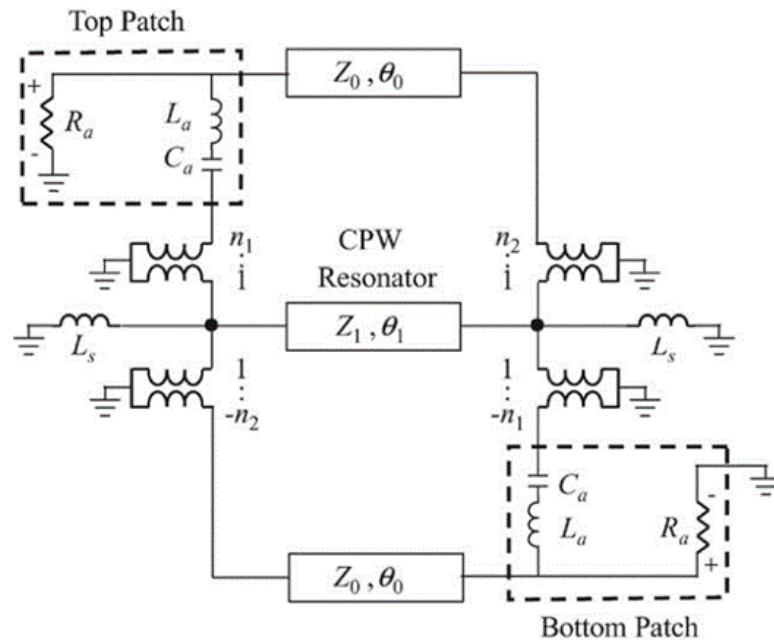 Top Patch
Z₀ , θ₀
+
Rₐ
-
Lₐ
Cₐ
n₁
:
1
CPW
Resonator
n₂
:
1
Z₁ , θ₁
Lₛ
Lₛ
1
:
-n₂
1
:
-n₁
Cₐ
Lₐ
-
Rₐ
+
Z₀ , θ₀
Bottom Patch